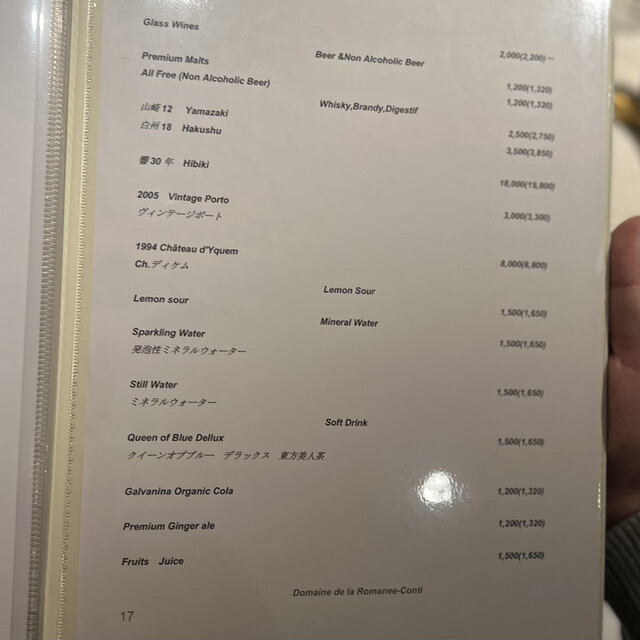 Glass Wines 2,000(2,200)～
Beer &Non Alcoholic Beer
Premium Malts 1,200(1,320)
All Free (Non Alcoholic Beer) 1,200(1,320)
Whisky,Brandy,Digestif
山崎 12 Yamazaki 2,500(2,750)
白州 18 Hakushu 3,500(3,850)
響 30 年 Hibiki 18,000(19,800)
2005 Vintage Porto 3,000(3,300)
ヴィンテージポート
1994 Château d'Yquem 8,000(8,800)
Ch.ディケム
Lemon Sour
Lemon sour 1,500(1,650)
Mineral Water
Sparkling Water 1,500(1,650)
発泡性ミネラルウォーター
Still Water 1,500(1,650)
ミネラルウォーター
Soft Drink
Queen of Blue Dellux 1,500(1,650)
クイーンオブブルー デラックス 東方美人茶
Galvanina Organic Cola 1,200(1,320)
Premium Ginger ale 1,200(1,320)
Fruits Juice 1,500(1,650)
Domaine de la Romanee-Conti
17